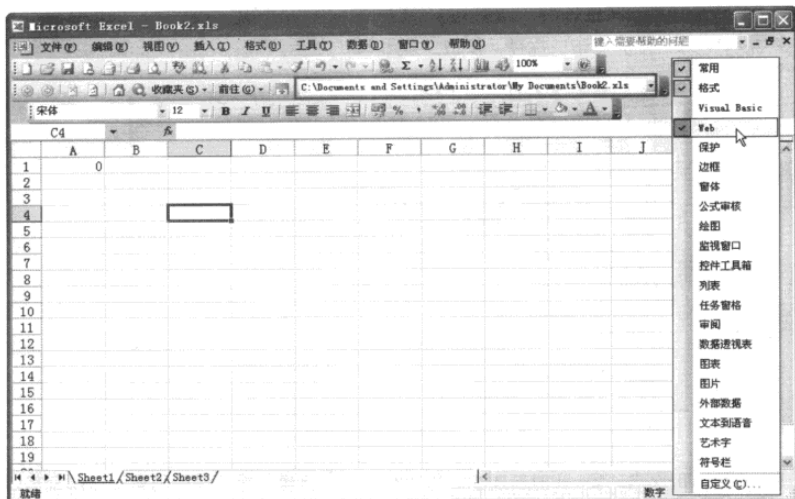 Microsoft Excel - Book2.xls
文件(F) 编辑(E) 视图(V) 插入(I) 格式(O) 工具(T) 数据(D) 窗口(W) 帮助(H) 键入需要帮助的问题
Σ 100%
收藏夹(S) 前往(G) C:\Documents and Settings\Administrator\My Documents\Book2.xls
宋体 12 B I U % A
C4 fx
A B C D E F G H I J
1 0
2
3
4
5
6
7
8
9
10
11
12
13
14
15
16
17
18
19
Sheet1 Sheet2 Sheet3
就绪 数字
常用
格式
Visual Basic
Web
保护
边框
窗体
公式审核
绘图
监视窗口
控件工具箱
列表
任务窗格
审阅
数据透视表
图表
图片
外部数据
文本到语音
艺术字
符号栏
自定义(C)...